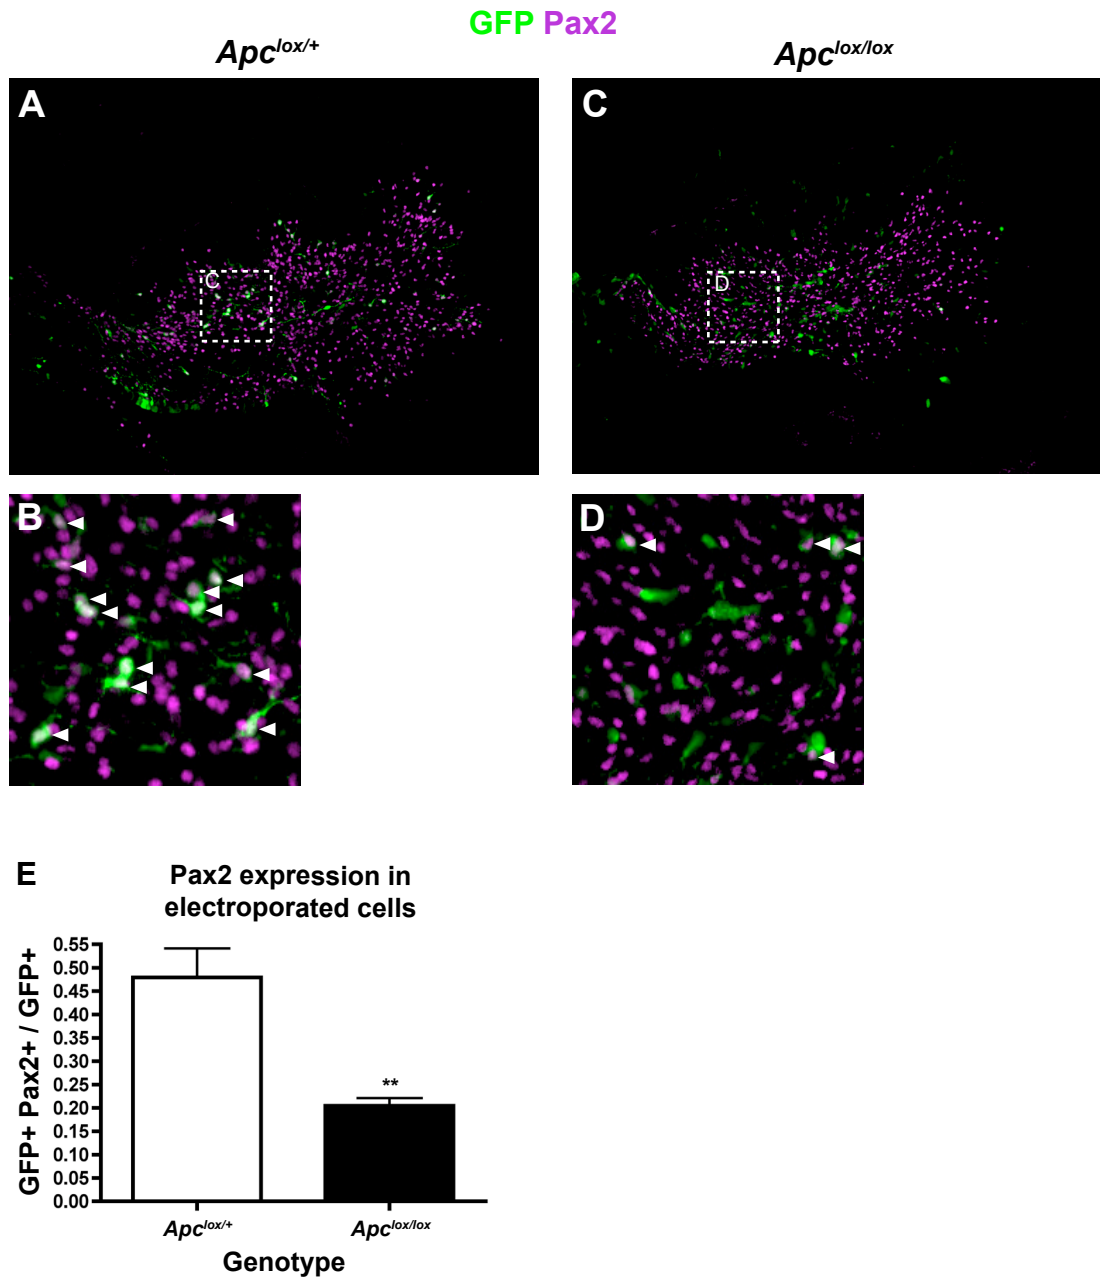 GFP Pax2
Apclox/+
Apclox/lox
A
C
C
D
B
D
E
Pax2 expression in
electroporated cells
GFP+ Pax2+ / GFP+
0.55
0.50
0.45
0.40
0.35
0.30
0.25
0.20
0.15
0.10
0.05
0.00
**
Apclox/+
Apclox/lox
Genotype